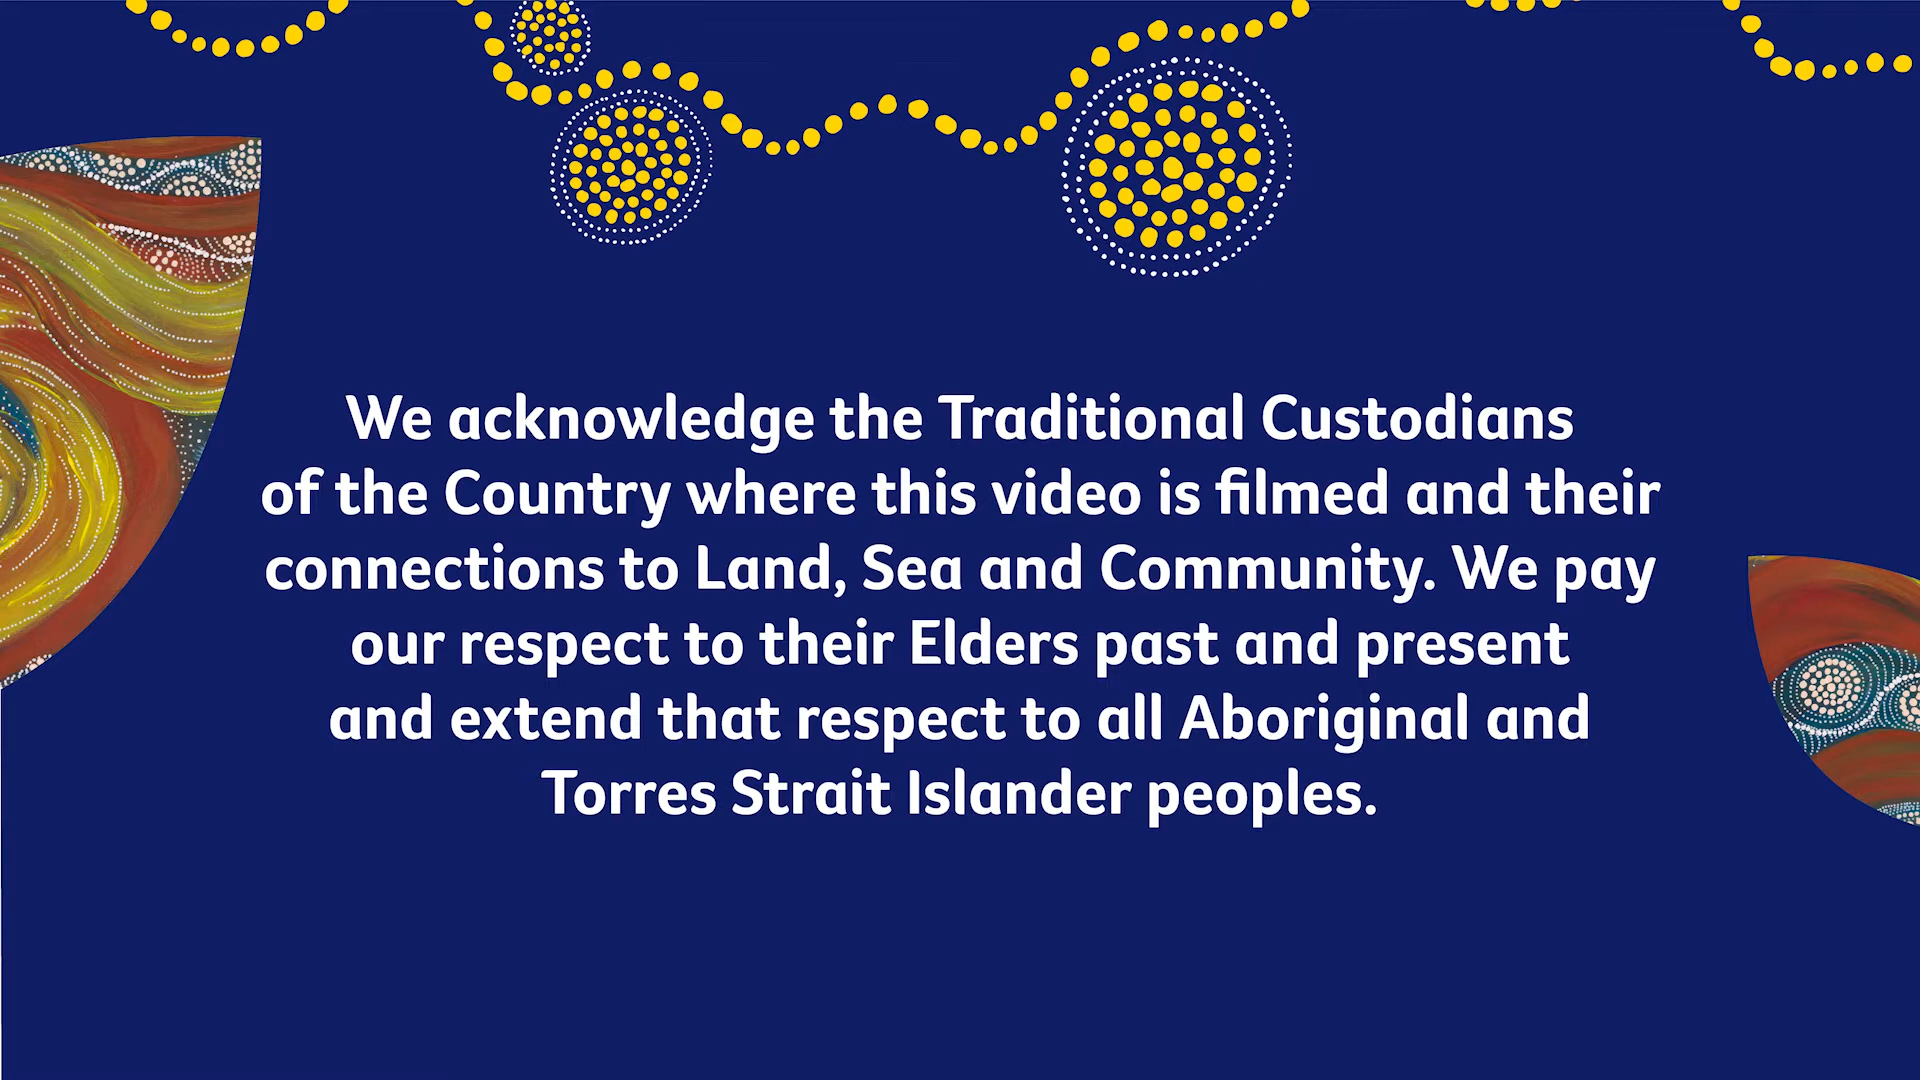 We acknowledge the Traditional Custodians
of the Country where this video is filmed and their
connections to Land, Sea and Community. We pay
our respect to their Elders past and present
and extend that respect to all Aboriginal and
Torres Strait Islander peoples.